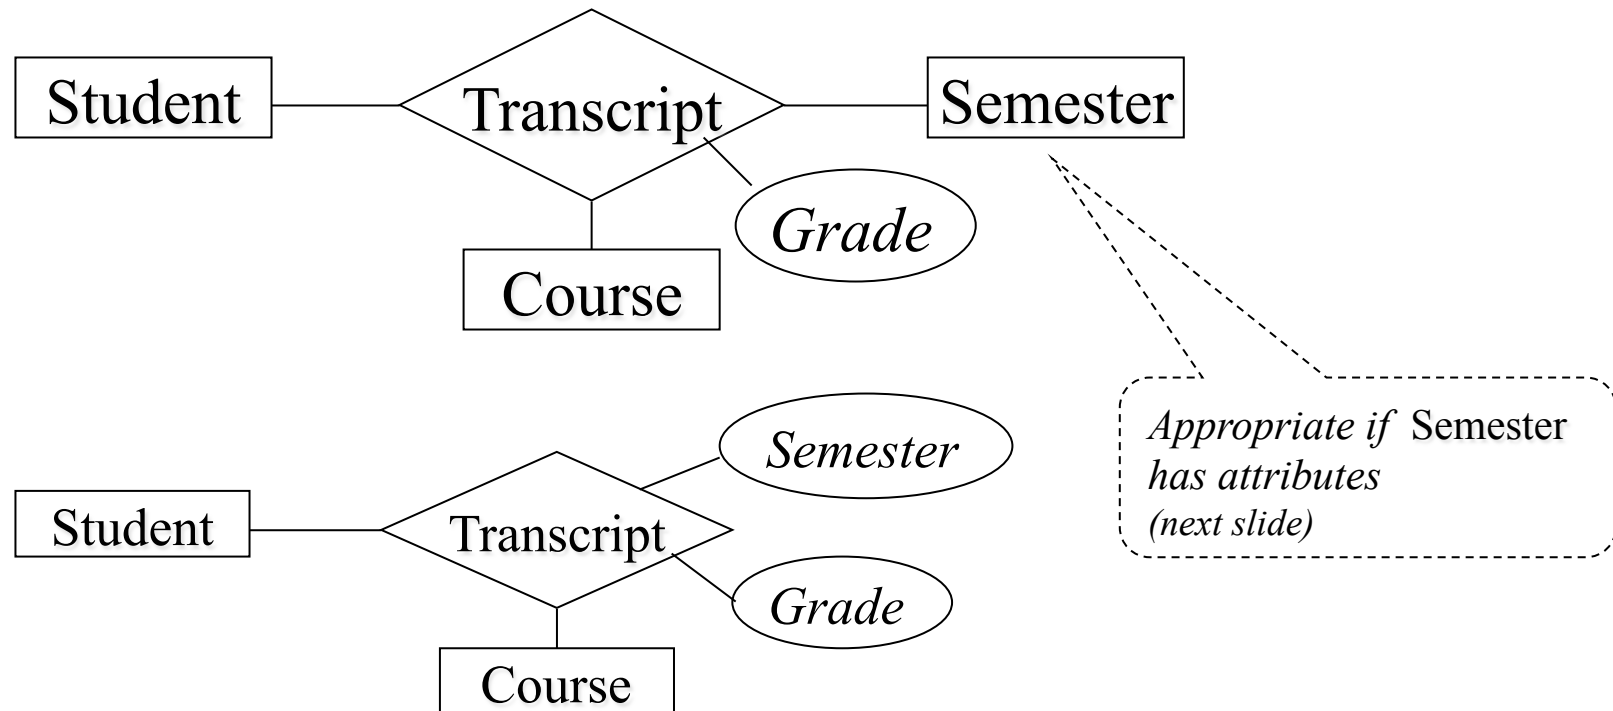 Student
Transcript
Semester
Grade
Course
Semester
Student
Transcript
Grade
Course
Appropriate if Semester
has attributes
(next slide)